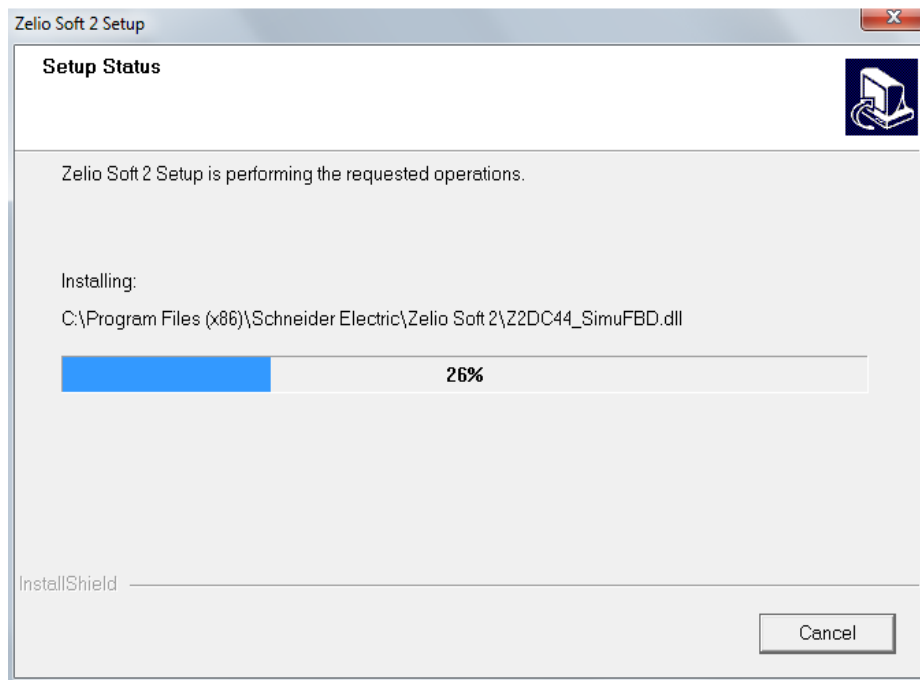 Zelio Soft 2 Setup
Setup Status
Zelio Soft 2 Setup is performing the requested operations.
Installing:
C:\Program Files (x86)\Schneider Electric\Zelio Soft 2\Z2DC44_SimuFBD.dll
26%
InstallShield
Cancel